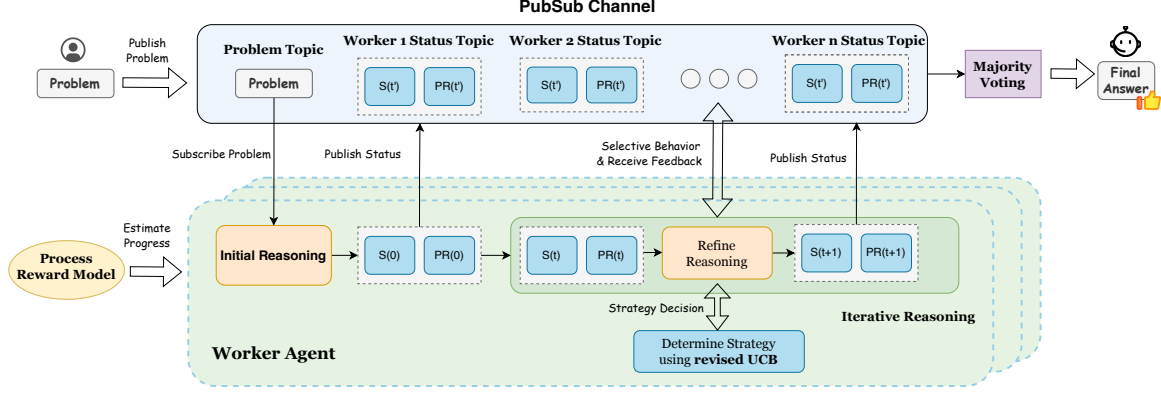 PubSub Channel
Publish
Problem
Problem
Problem Topic
Problem
Worker 1 Status Topic
S(t')
PR(t')
Worker 2 Status Topic
S(t')
PR(t')
Worker n Status Topic
S(t')
PR(t')
Majority
Voting
Final
Answer
Subscribe Problem
Publish Status
Selective Behavior
& Receive Feedback
Publish Status
Estimate
Progress
Process
Reward Model
Initial Reasoning
S(0)
PR(0)
S(t)
PR(t)
Refine
Reasoning
S(t+1)
PR(t+1)
Strategy Decision
Iterative Reasoning
Worker Agent
Determine Strategy
using revised UCB